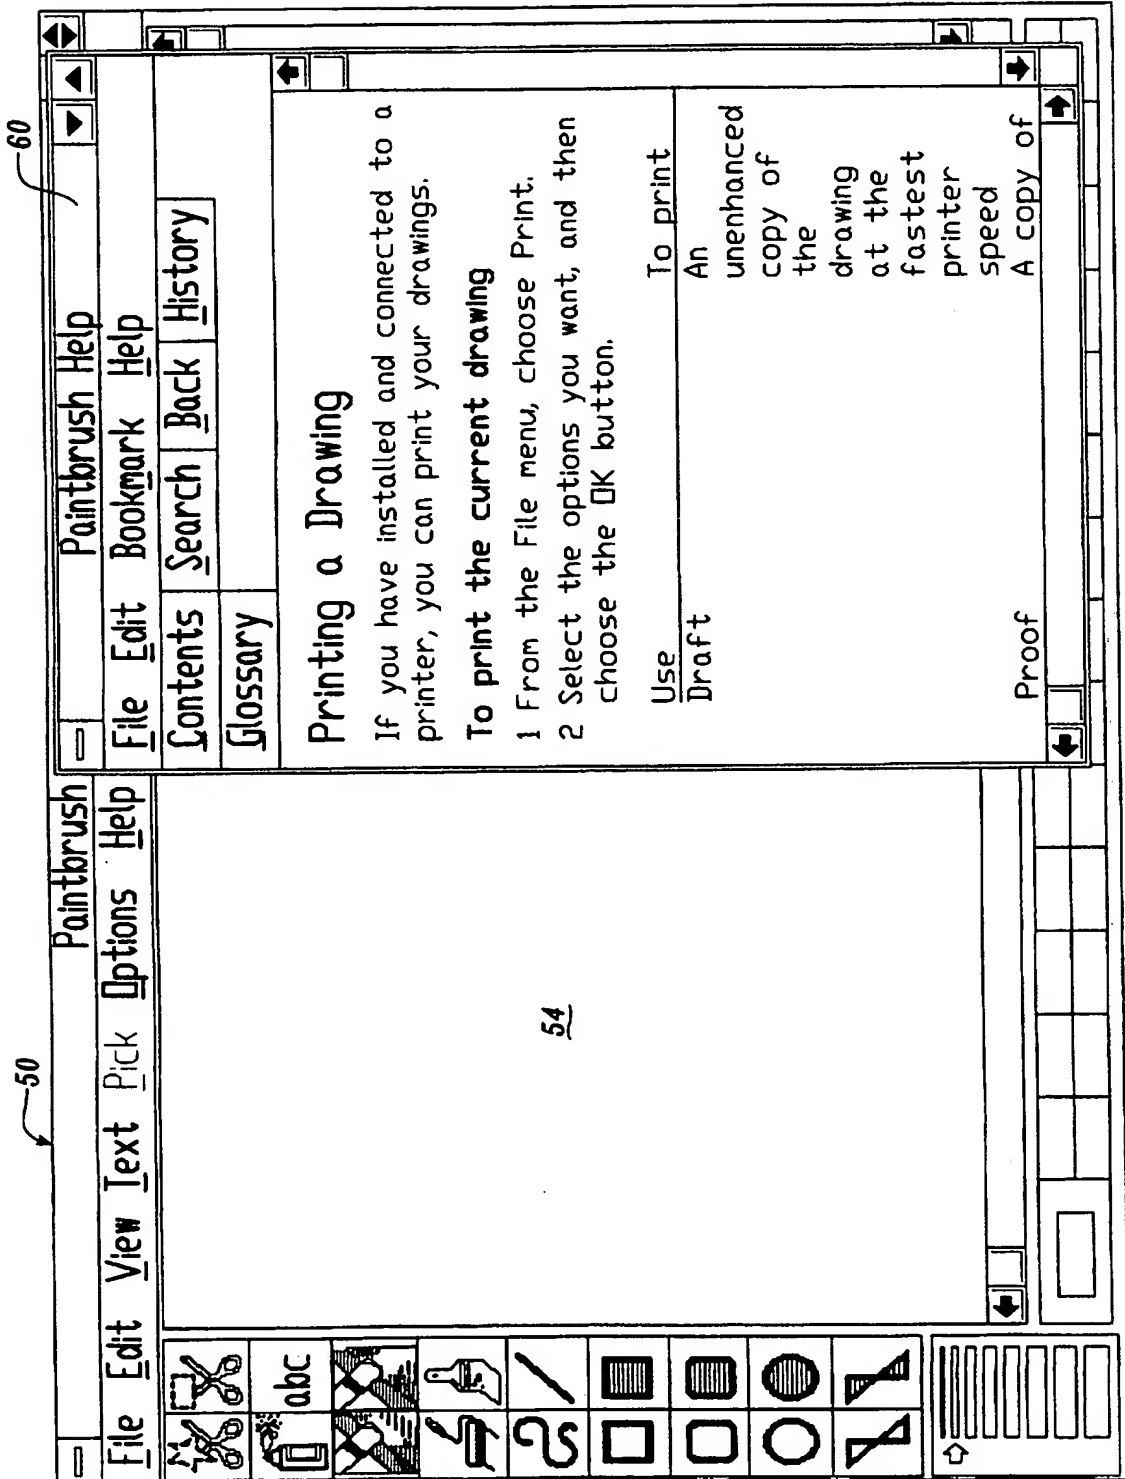 50
60
Paintbrush
File Edit View Text Pick Options Help
abc
54
Paintbrush Help
File Edit Bookmark Help
Contents Search Back History
Glossary
Printing a Drawing
If you have installed and connected to a
printer, you can print your drawings.
To print the current drawing
1 From the File menu, choose Print.
2 Select the options you want, and then
choose the OK button.
Use To print
Draft An
unenhanced
copy of
the
drawing
at the
fastest
printer
speed
Proof A copy of